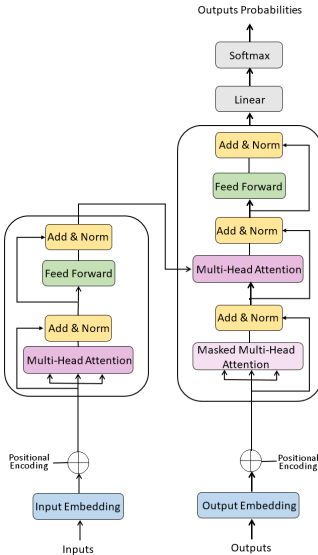 Outputs Probabilities
Softmax
Linear
Add & Norm
Feed Forward
Add & Norm
Multi-Head Attention
Add & Norm
Masked Multi-Head
Attention
Positional
Encoding
Output Embedding
Outputs
Add & Norm
Feed Forward
Add & Norm
Multi-Head Attention
Positional
Encoding
Input Embedding
Inputs